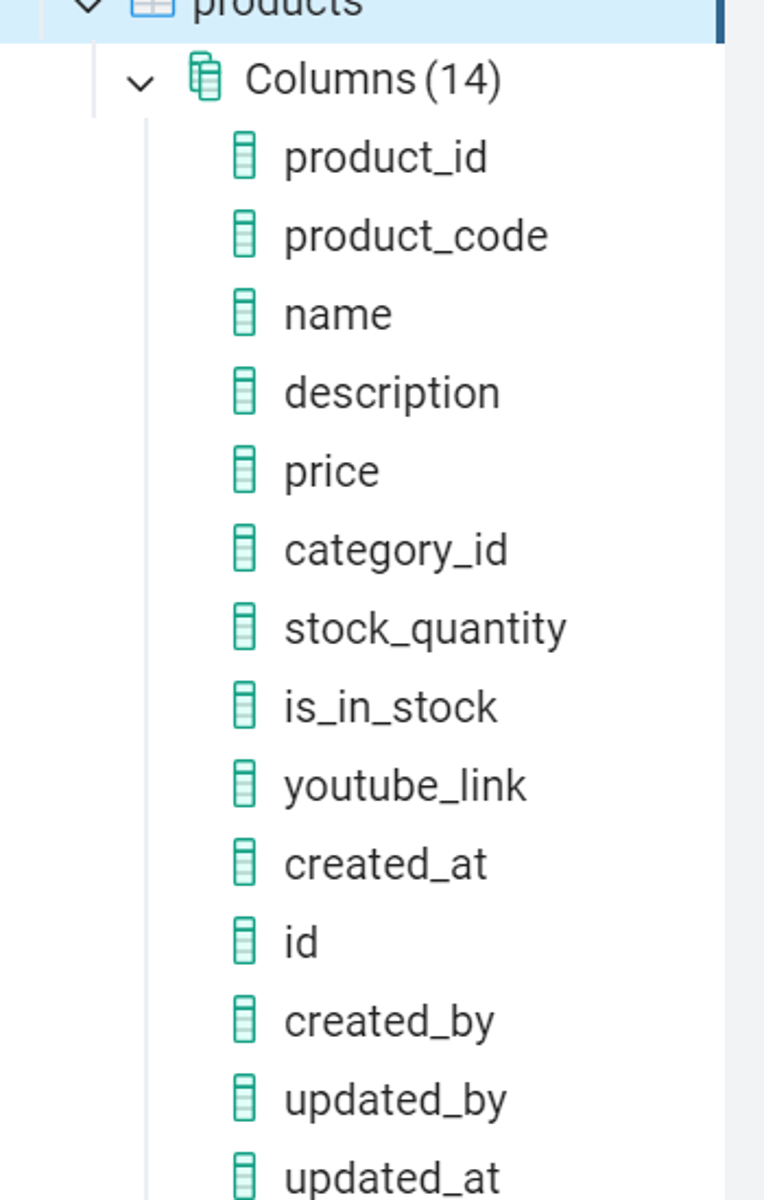 products
Columns (14)
product_id
product_code
name
description
price
category_id
stock_quantity
is_in_stock
youtube_link
created_at
id
created_by
updated_by
updated_at